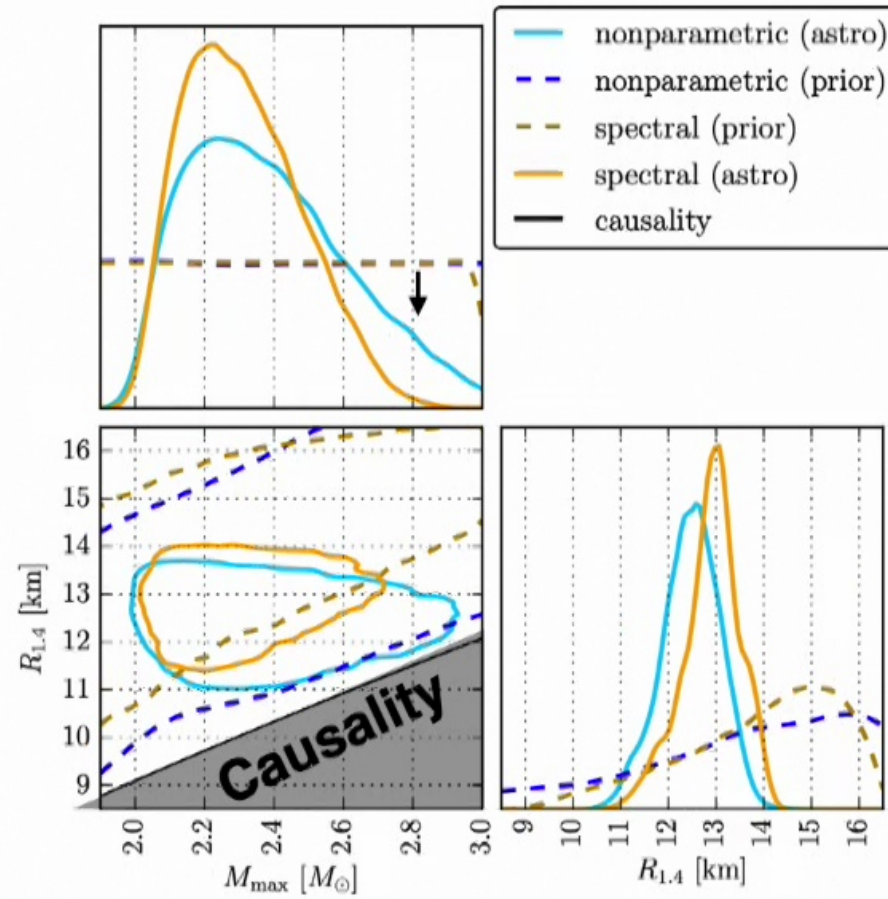 nonparametric (astro)
nonparametric (prior)
spectral (prior)
spectral (astro)
causality
16
15
14
13
12
11
10
9
R₁.₄ [km]
Causality
2.0
2.2
2.4
2.6
2.8
3.0
M_max [M_⊙]
9
10
11
12
13
14
15
16
R₁.₄ [km]